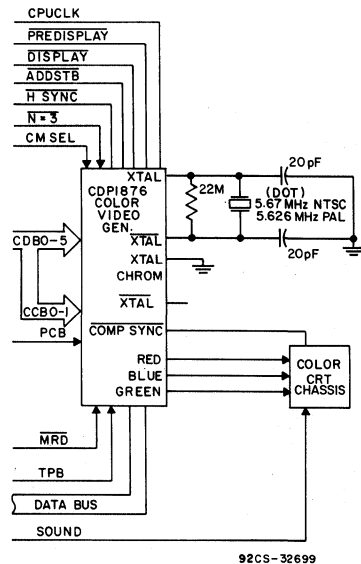 CPUCLK
PREDISPLAY
DISPLAY
ADDSTB
H SYNC
N = 3
CM SEL
XTAL
CDP1876
COLOR
VIDEO
GEN.
XTAL
XTAL
CHROM
XTAL
COMP SYNC
RED
BLUE
GREEN
20pF
22M
(DOT)
5.67 MHz NTSC
5.626 MHz PAL
20pF
CDB0-5
CCB0-1
PCB
COLOR
CRT
CHASSIS
MRD
TPB
DATA BUS
SOUND
92CS-32699